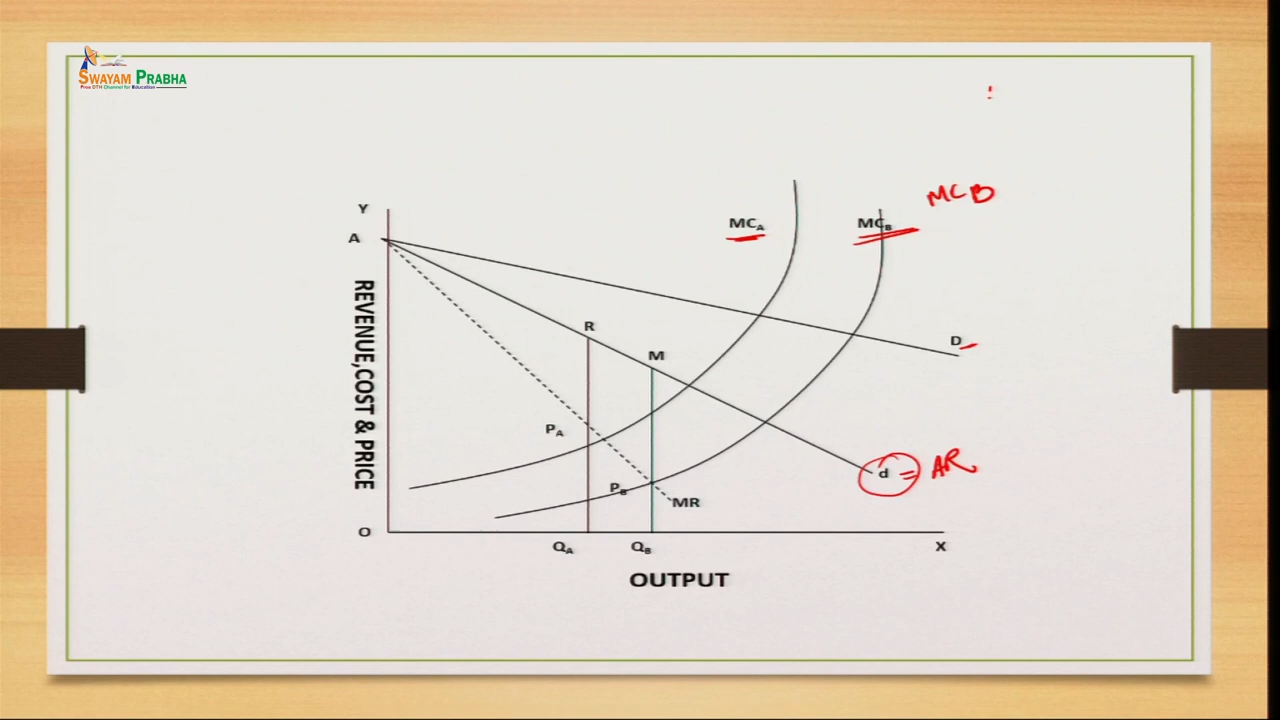 SWAYAM PRABHA
Free DTH Channel for Education
MCB
Y
MCA
MCB
A
REVENUE,COST & PRICE
R
D
M
PA
d = AR
PB
MR
O
QA
QB
X
OUTPUT